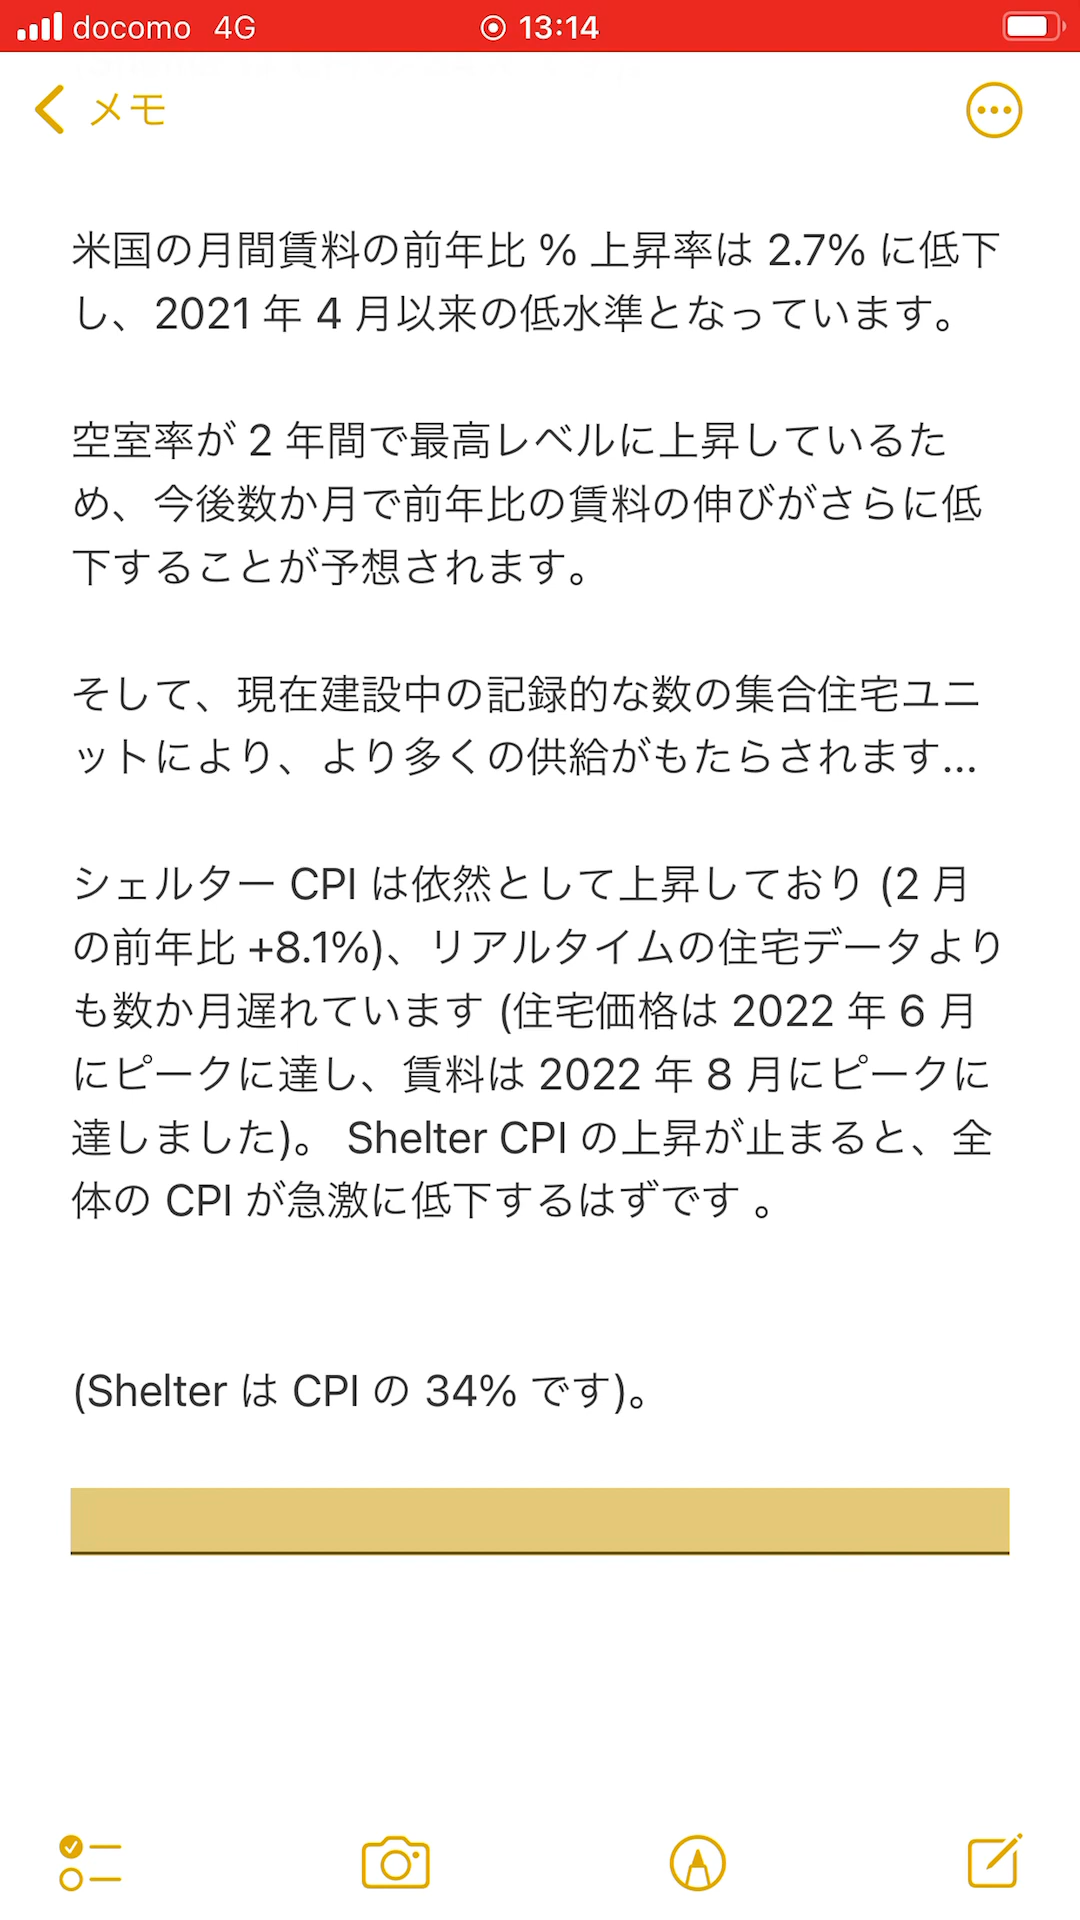 docomo 4G 13:14
メモ
米国の月間賃料の前年比 % 上昇率は 2.7% に低下
し、2021 年 4 月以来の低水準となっています。
空室率が 2 年間で最高レベルに上昇しているた
め、今後数か月で前年比の賃料の伸びがさらに低
下することが予想されます。
そして、現在建設中の記録的な数の集合住宅ユニ
ットにより、より多くの供給がもたらされます...
シェルター CPI は依然として上昇しており (2 月
の前年比 +8.1%)、リアルタイムの住宅データより
も数か月遅れています (住宅価格は 2022 年 6 月
にピークに達し、賃料は 2022 年 8 月にピークに
達しました)。 Shelter CPI の上昇が止まると、全
体の CPI が急激に低下するはずです 。
(Shelter は CPI の 34% です)。